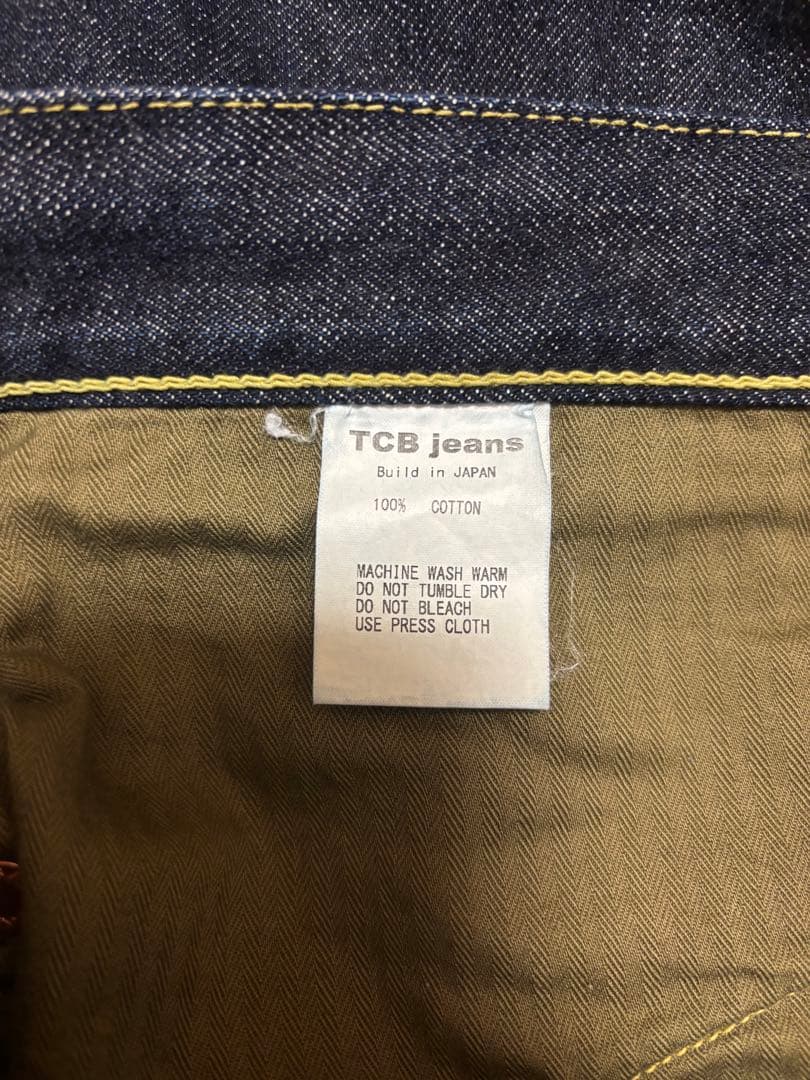 TCB jeans
Build in JAPAN
100% COTTON
MACHINE WASH WARM
DO NOT TUMBLE DRY
DO NOT BLEACH
USE PRESS CLOTH